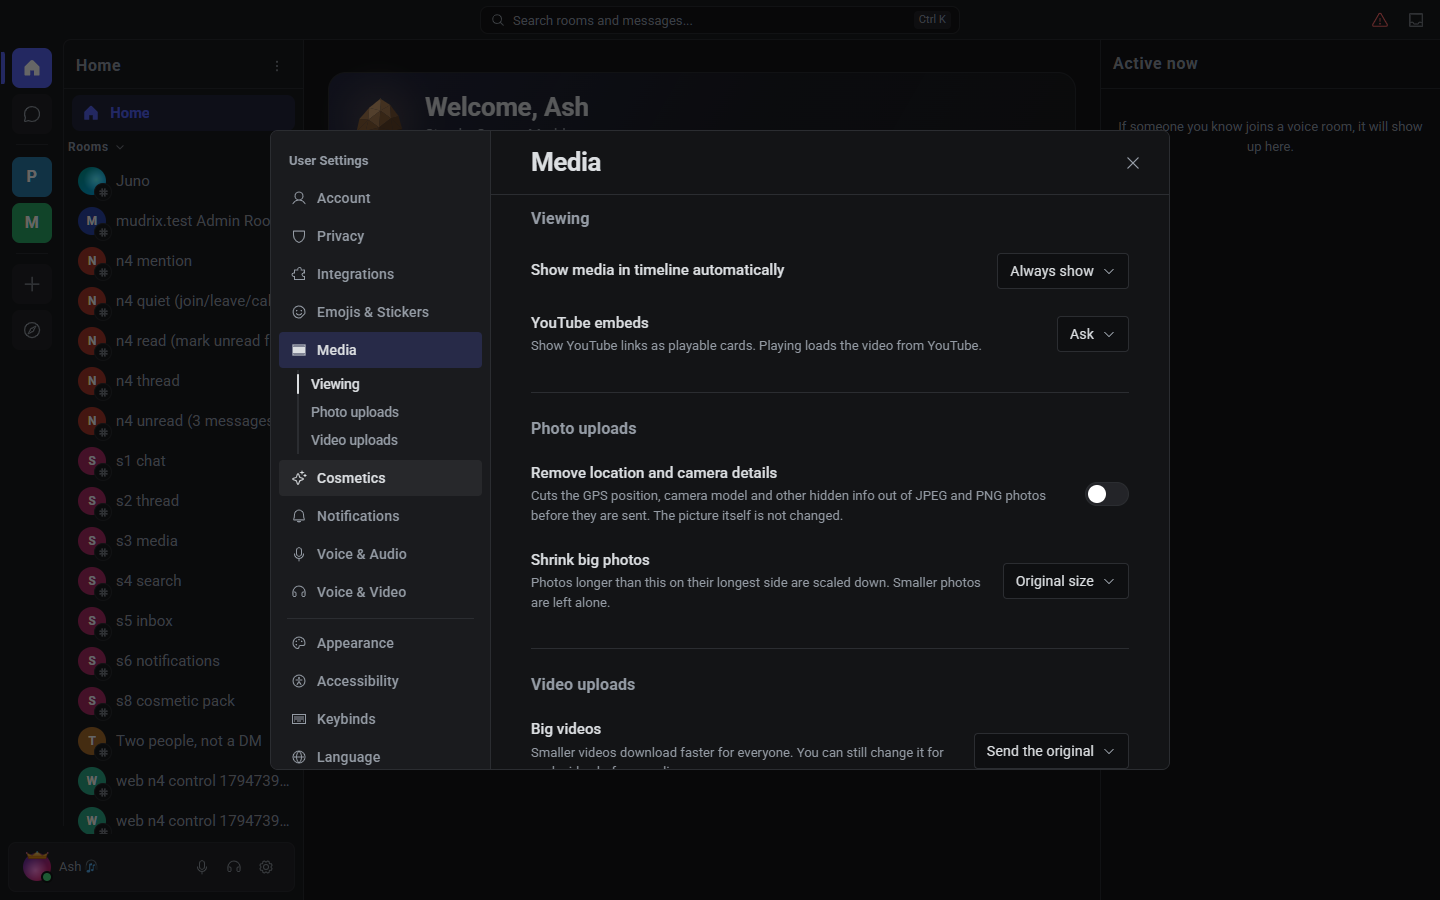 Search rooms and messages...
Ctrl K
Home
Active now
P
M
Home
Rooms
Juno
M
mudrix.test Admin Roo
N
n4 mention
N
n4 quiet (join/leave/cal
N
n4 read (mark unread f
N
n4 thread
N
n4 unread (3 messages
S
s1 chat
S
s2 thread
S
s3 media
S
s4 search
S
s5 inbox
S
s6 notifications
S
s8 cosmetic pack
T
Two people, not a DM
W
web n4 control 1794739...
W
web n4 control 1794739...
Ash
Welcome, Ash
If someone you know joins a voice room, it will show
up here.
User Settings
Account
Privacy
Integrations
Emojis & Stickers
Media
Viewing
Photo uploads
Video uploads
Cosmetics
Notifications
Voice & Audio
Voice & Video
Appearance
Accessibility
Keybinds
Language
Media
Viewing
Show media in timeline automatically
Always show
YouTube embeds
Show YouTube links as playable cards. Playing loads the video from YouTube.
Ask
Photo uploads
Remove location and camera details
Cuts the GPS position, camera model and other hidden info out of JPEG and PNG photos
before they are sent. The picture itself is not changed.
Shrink big photos
Photos longer than this on their longest side are scaled down. Smaller photos
are left alone.
Original size
Video uploads
Big videos
Smaller videos download faster for everyone. You can still change it for
Send the original